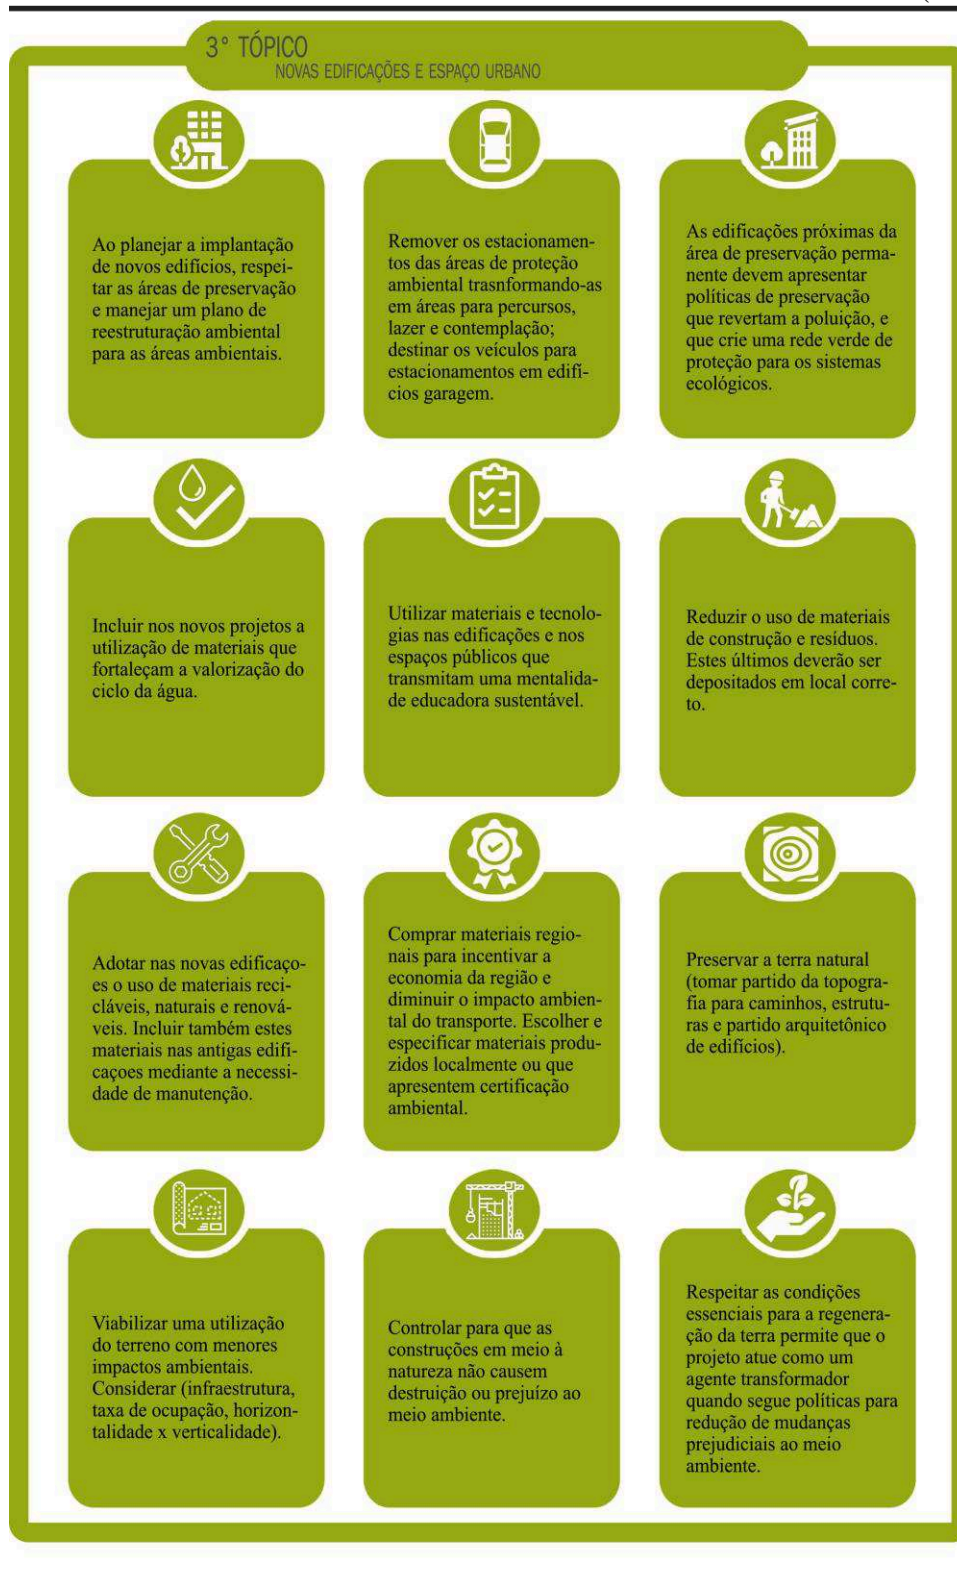 3° TÓPICO
NOVAS EDIFICAÇÕES E ESPAÇO URBANO
Ao planejar a implantação
de novos edifícios, respei-
tar as áreas de preservação
e manejar um plano de
reestruturação ambiental
para as áreas ambientais.
Remover os estacionamen-
tos das áreas de proteção
ambiental trasnformando-as
em áreas para percursos,
lazer e contemplação;
destinar os veículos para
estacionamentos em edifí-
cios garagem.
As edificações próximas da
área de preservação perma-
nente devem apresentar
políticas de preservação
que revertam a poluição, e
que crie uma rede verde de
proteção para os sistemas
ecológicos.
Incluir nos novos projetos a
utilização de materiais que
fortaleçam a valorização do
ciclo da água.
Utilizar materiais e tecnolo-
gias nas edificações e nos
espaços públicos que
transmitam uma mentalida-
de educadora sustentável.
Reduzir o uso de materiais
de construção e resíduos.
Estes últimos deverão ser
depositados em local corre-
to.
Adotar nas novas edificaço-
es o uso de materiais reci-
cláveis, naturais e renová-
veis. Incluir também estes
materiais nas antigas edifi-
caçoes mediante a necessi-
dade de manutenção.
Comprar materiais regio-
nais para incentivar a
economia da região e
diminuir o impacto ambien-
tal do transporte. Escolher e
especificar materiais produ-
zidos localmente ou que
apresentem certificação
ambiental.
Preservar a terra natural
(tomar partido da topogra-
fia para caminhos, estrutu-
ras e partido arquitetônico
de edifícios).
Viabilizar uma utilização
do terreno com menores
impactos ambientais.
Considerar (infraestrutura,
taxa de ocupação, horizon-
talidade x verticalidade).
Controlar para que as
construções em meio à
natureza não causem
destruição ou prejuízo ao
meio ambiente.
Respeitar as condições
essenciais para a regenera-
ção da terra permite que o
projeto atue como um
agente transformador
quando segue políticas para
redução de mudanças
prejudiciais ao meio
ambiente.